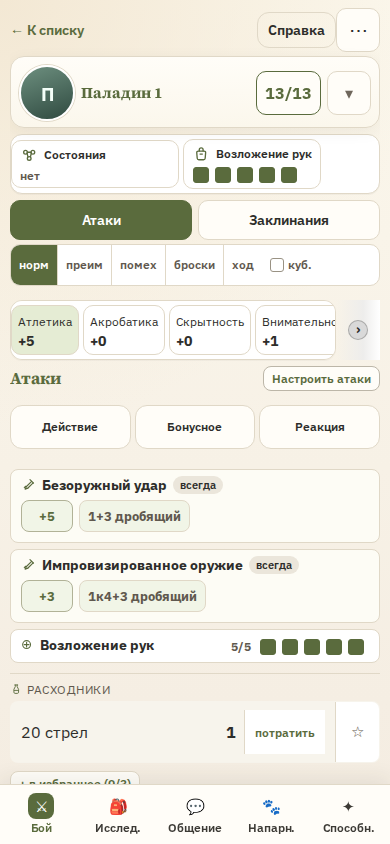 ← К списку
Справка
...
П
Паладин 1
13/13
▼
Состояния
нет
Возложение рук
Атаки
Заклинания
норм
преим
помех
броски
ход
куб.
Атлетика
+5
Акробатика
+0
Скрытность
+0
Внимательно
+1
›
Атаки
Настроить атаки
Действие
Бонусное
Реакция
Безоружный удар
всегда
+5
1+3 дробящий
Импровизированное оружие
всегда
+3
1к4+3 дробящий
Возложение рук
5/5
РАСХОДНИКИ
20 стрел
1
потратить
☆
Бой
Исслед.
Общение
Напарн.
Способн.